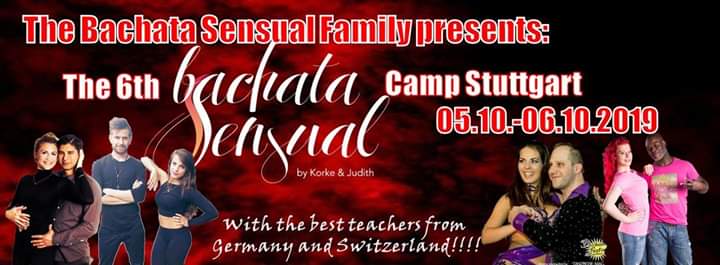 The Bachata Sensual Family presents:
The 6th bachata Sensual Camp Stuttgart
05.10.-06.10.2019
by Korke & Judith
With the best teachers from
Germany and Switzerland!!!!